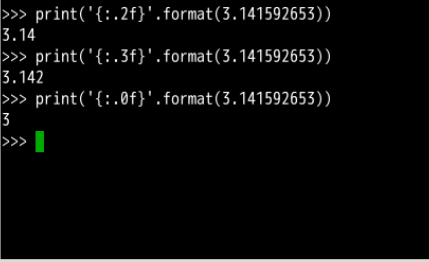 >>> print('{:.2f}'.format(3.141592653))
3.14
>>> print('{:.3f}'.format(3.141592653))
3.142
>>> print('{:.0f}'.format(3.141592653))
3
>>>